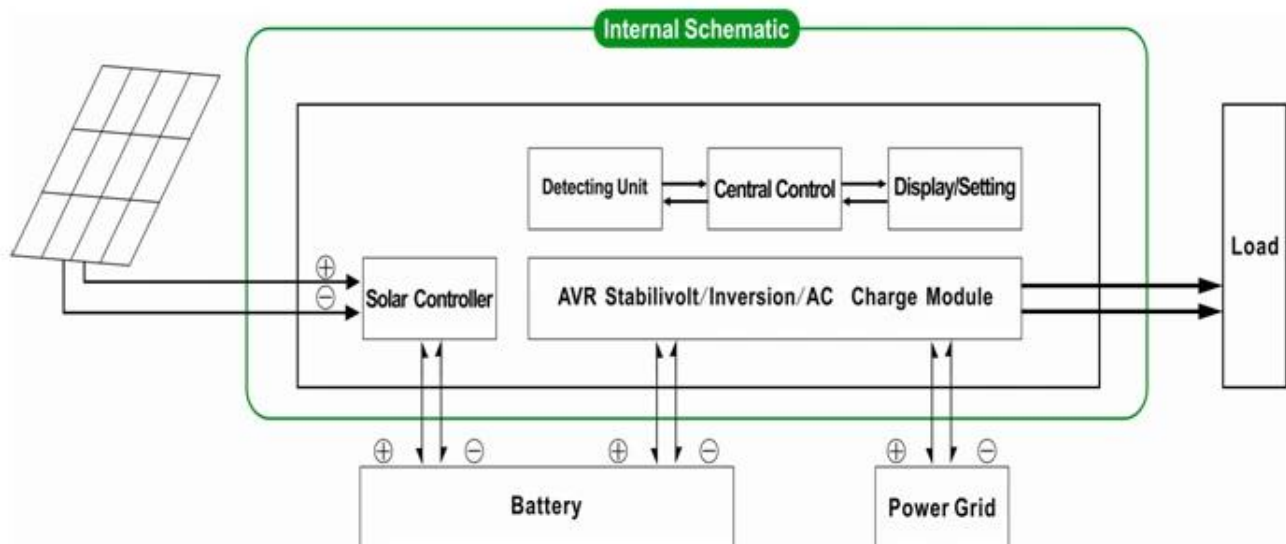 Internal Schematic
Detecting Unit
Central Control
Display/Setting
Load
⊕
⊖
Solar Controller
AVR Stabilivolt/Inversion/AC Charge Module
⊕
⊖
⊕
⊖
⊕
⊖
Battery
Power Grid